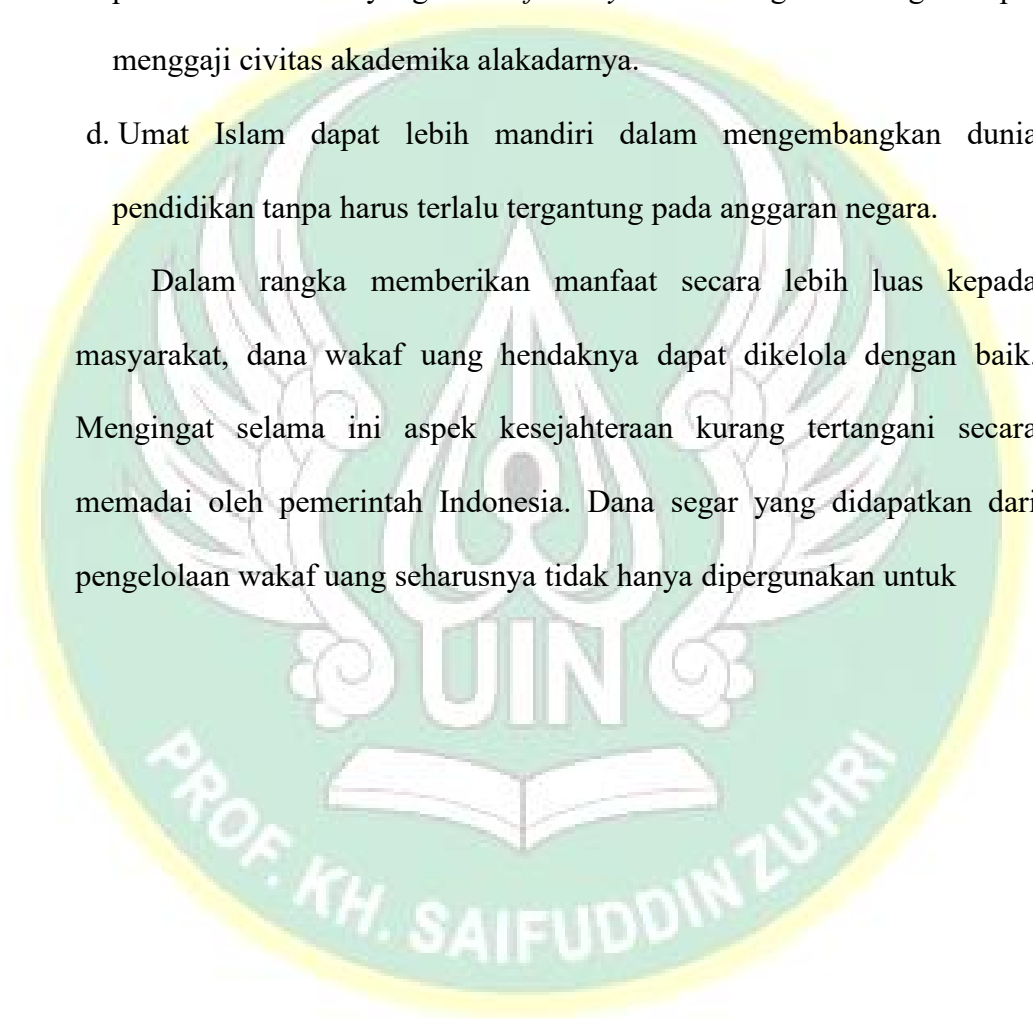 menggaji civitas akademika alakadarnya.
d. Umat Islam dapat lebih mandiri dalam mengembangkan dunia
pendidikan tanpa harus terlalu tergantung pada anggaran negara.
Dalam rangka memberikan manfaat secara lebih luas kepada
masyarakat, dana wakaf uang hendaknya dapat dikelola dengan baik.
Mengingat selama ini aspek kesejahteraan kurang tertangani secara
memadai oleh pemerintah Indonesia. Dana segar yang didapatkan dari
pengelolaan wakaf uang seharusnya tidak hanya dipergunakan untuk
UIN
PROF. KH. SAIFUDDIN ZUHRI